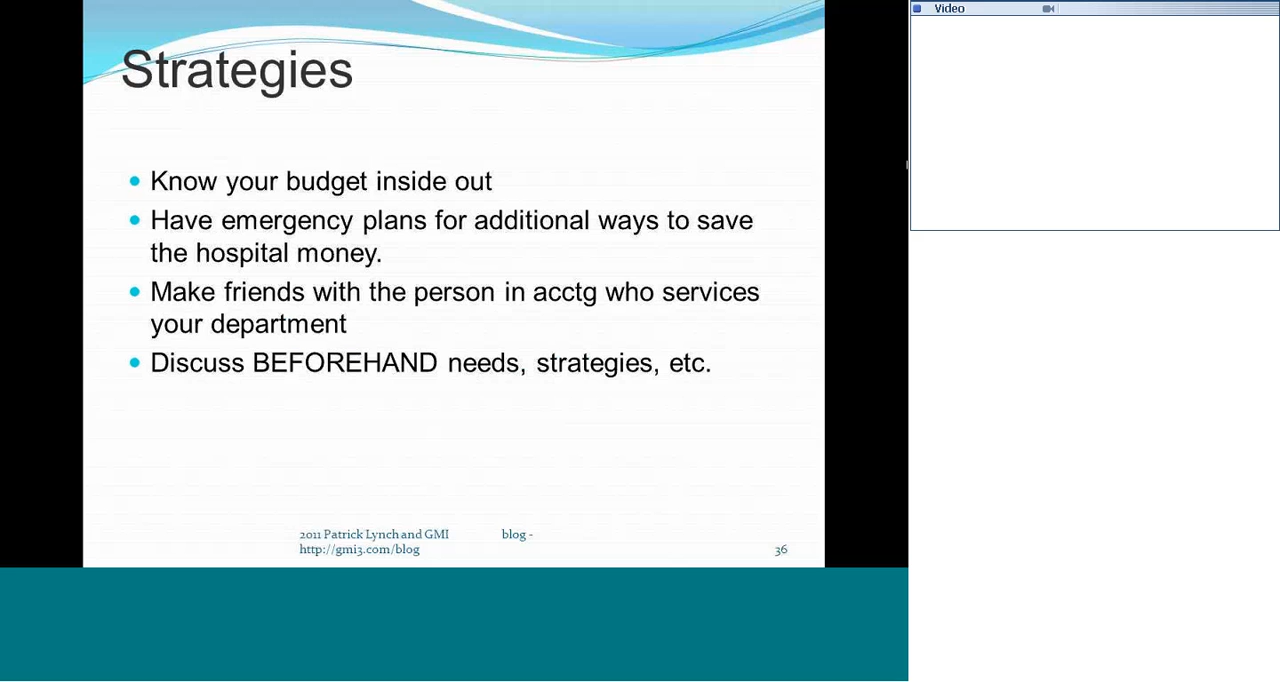 Video
Strategies
Know your budget inside out
Have emergency plans for additional ways to save
the hospital money.
Make friends with the person in acctg who services
your department
Discuss BEFOREHAND needs, strategies, etc.
2011 Patrick Lynch and GMI blog -
http://gmi3.com/blog
36